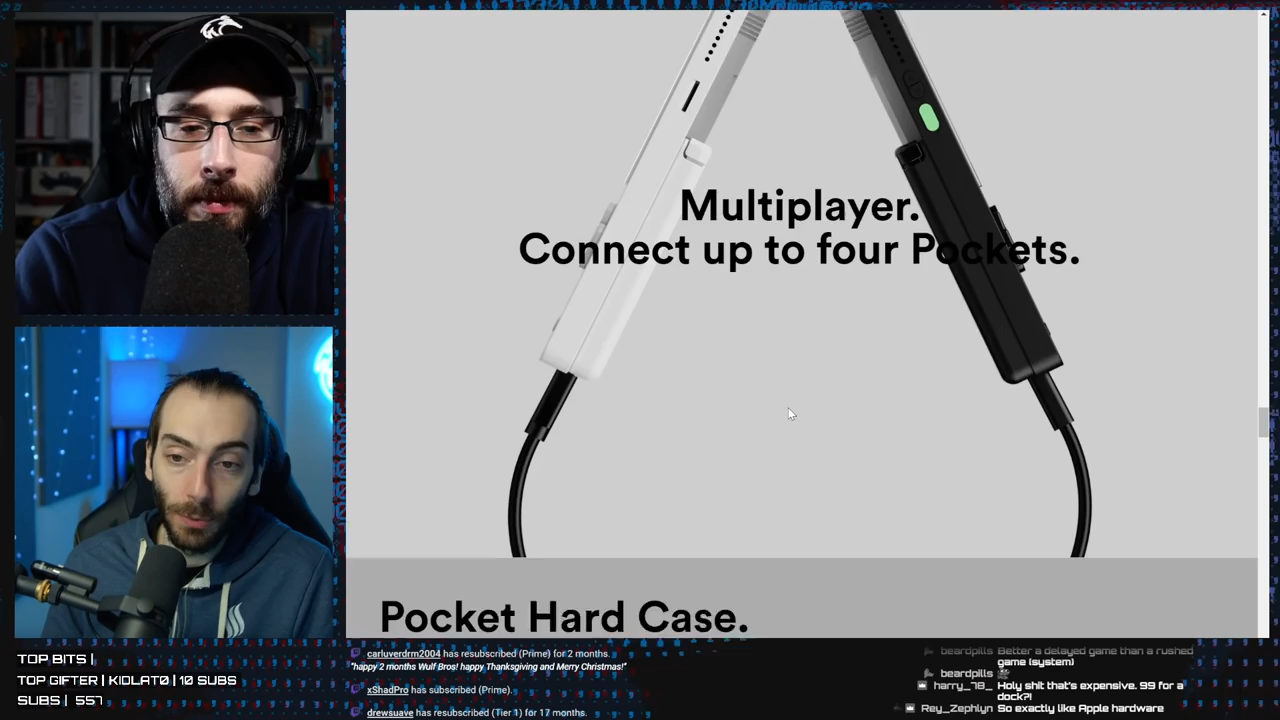 Multiplayer.
Connect up to four Pockets.
Pocket Hard Case.
TOP BITS |
TOP GIFTER | KIDLAT0 | 10 SUBS
SUBS | 557
carluverdrm2004 has resubscribed (Prime) for 2 months.
"happy 2 months Wulf Bros! happy Thanksgiving and Merry Christmas!"
xShadPro has subscribed (Prime).
drewsuave has resubscribed (Tier 1) for 17 months.
beardpills Better a delayed game than a rushed
game (system)
beardpills
harry_78_ Holy shit that's expensive. 99 for a
dock?!
Rey_Zephlyn So exactly like Apple hardware